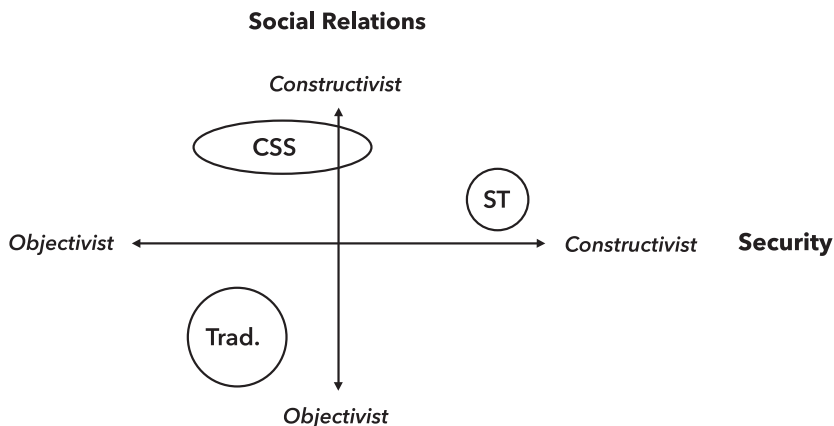 Social Relations
Constructivist
CSS
ST
Objectivist
Constructivist
Security
Trad.
Objectivist